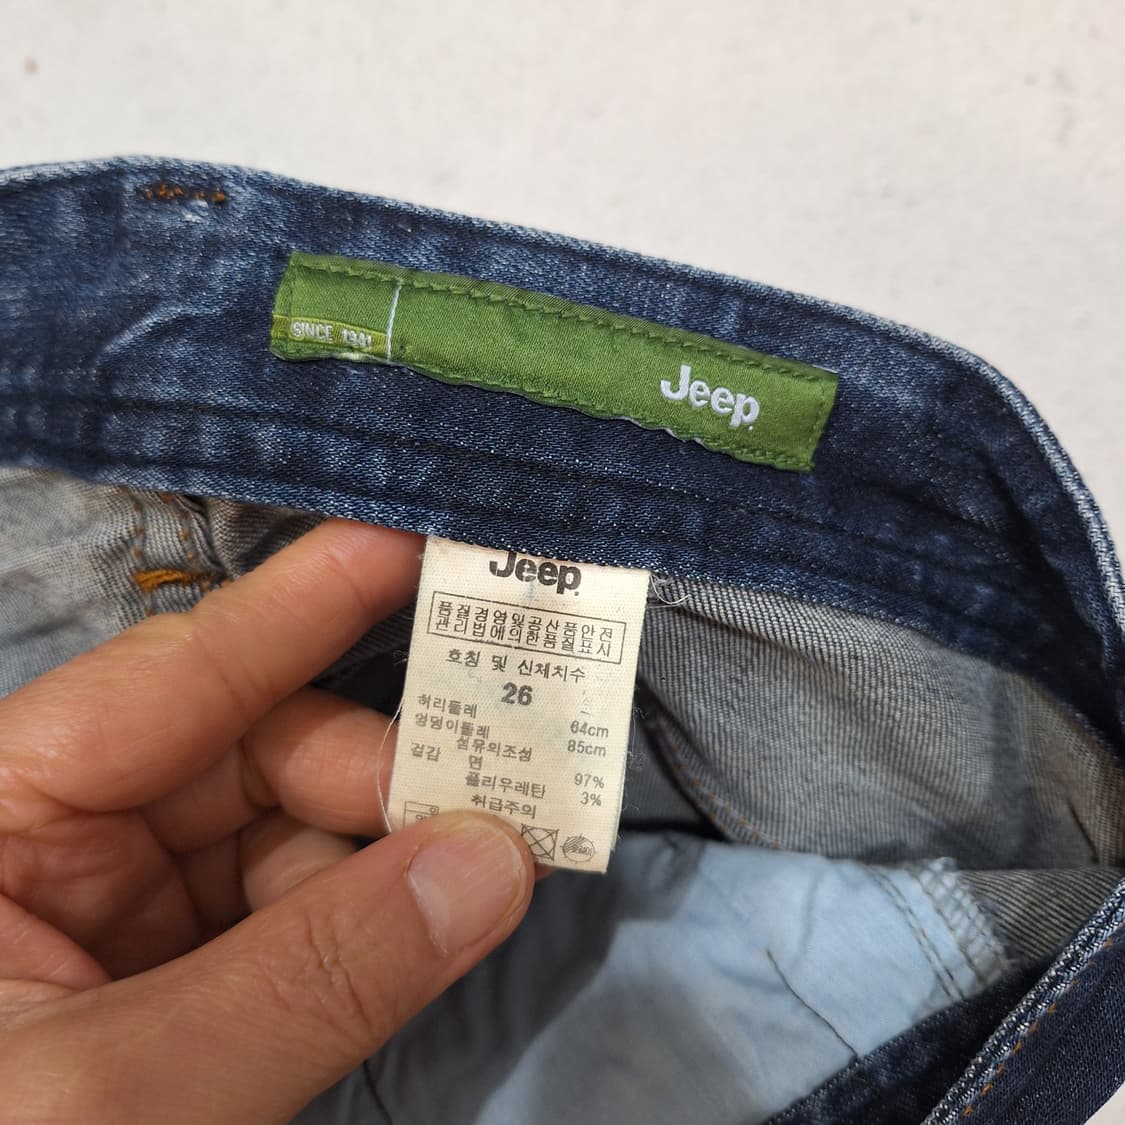 SINCE 1941
Jeep
Jeep
품질경영및공산품안전
관리법에의한품질표시
호칭 및 신체치수
26
허리둘레 64cm
엉덩이둘레 85cm
섬유의조성
겉감 면 97%
폴리우레탄 3%
취급주의